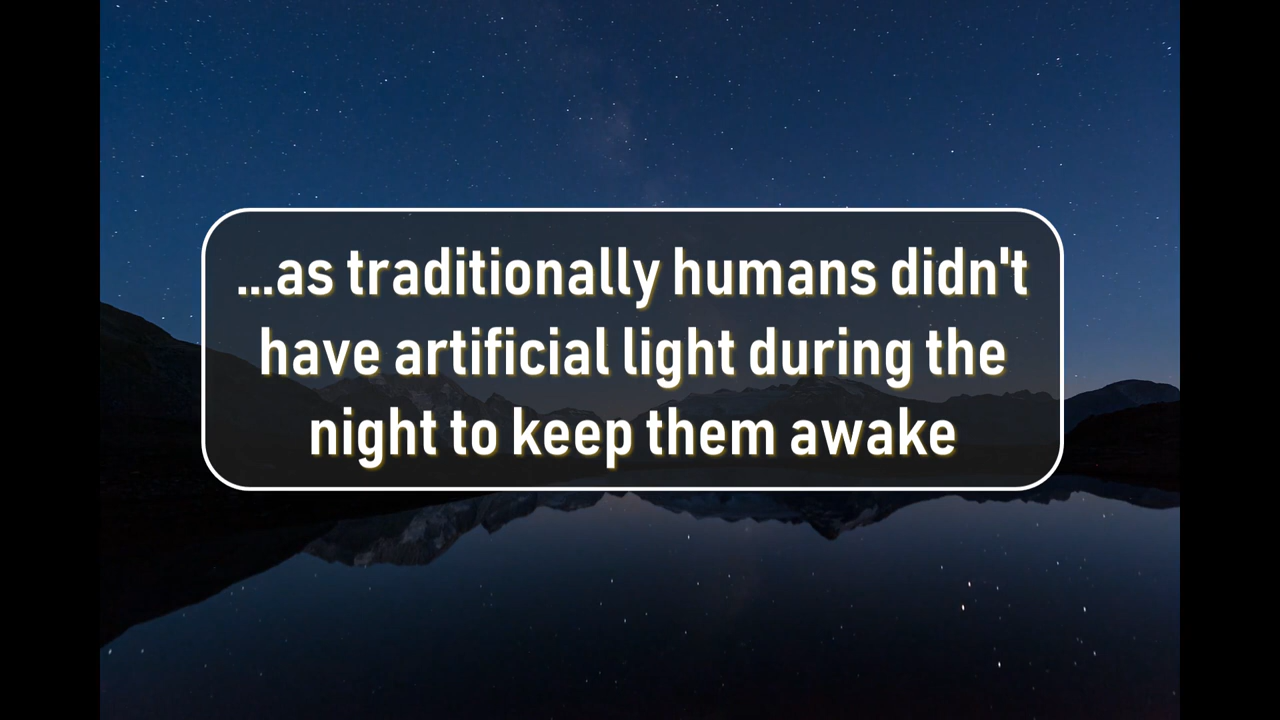 ...as traditionally humans didn't
have artificial light during the
night to keep them awake